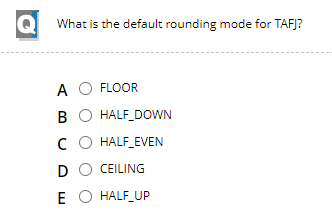 Q What is the default rounding mode for TAFJ?
A FLOOR
B HALF_DOWN
C HALF_EVEN
D CEILING
E HALF_UP